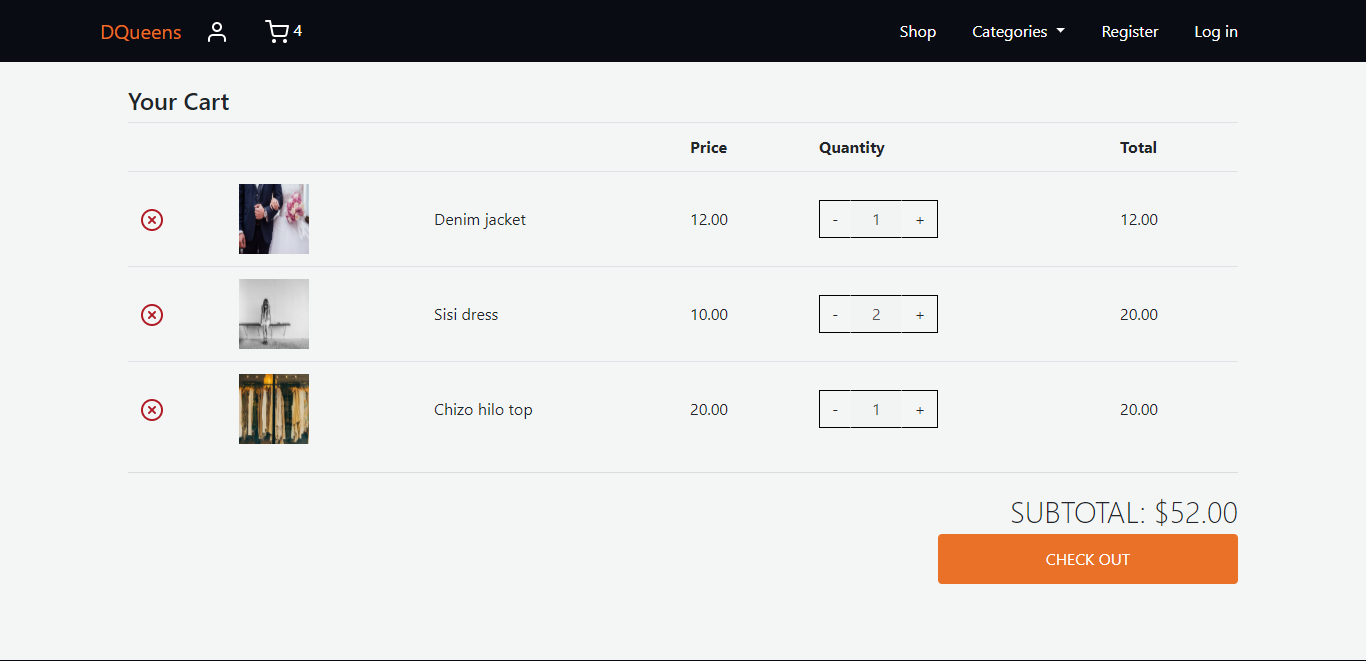 DQueens 4 Shop Categories Register Log in
Your Cart
Price Quantity Total
Denim jacket 12.00 - 1 + 12.00
Sisi dress 10.00 - 2 + 20.00
Chizo hilo top 20.00 - 1 + 20.00
SUBTOTAL: $52.00
CHECK OUT